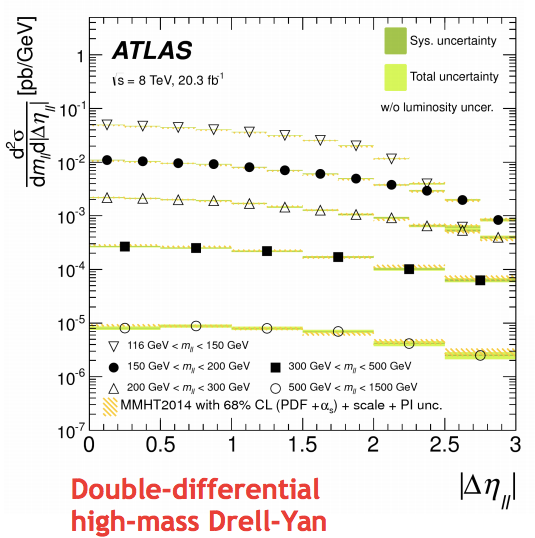 d²σ
dm_ll d|Δη_ll| [pb/GeV]
1
10⁻¹
10⁻²
10⁻³
10⁻⁴
10⁻⁵
10⁻⁶
10⁻⁷
ATLAS
√s = 8 TeV, 20.3 fb⁻¹
Sys. uncertainty
Total uncertainty
w/o luminosity uncer.
116 GeV < m_ll < 150 GeV
150 GeV < m_ll < 200 GeV
300 GeV < m_ll < 500 GeV
200 GeV < m_ll < 300 GeV
500 GeV < m_ll < 1500 GeV
MMHT2014 with 68% CL (PDF +α_s) + scale + PI unc.
0 0.5 1 1.5 2 2.5 3
|Δη_ll|
Double-differential
high-mass Drell-Yan